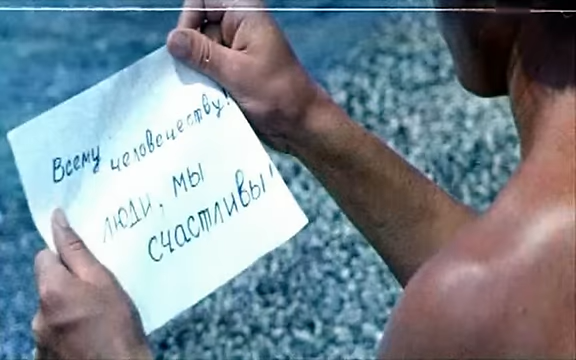 Всему человечеству!
люди, мы
счастливы!